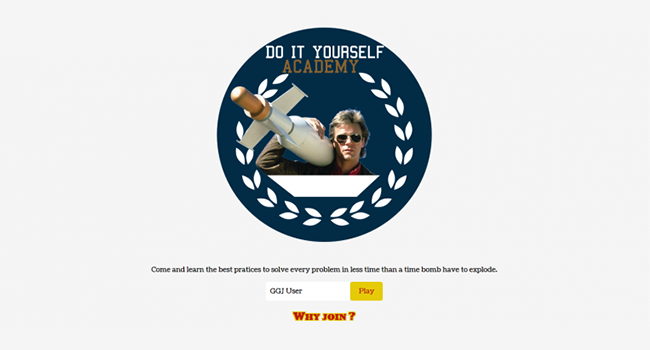 DO IT YOURSELF
ACADEMY
Come and learn the best pratices to solve every problem in less time than a time bomb have to explode.
GGJ User Play
Why join ?